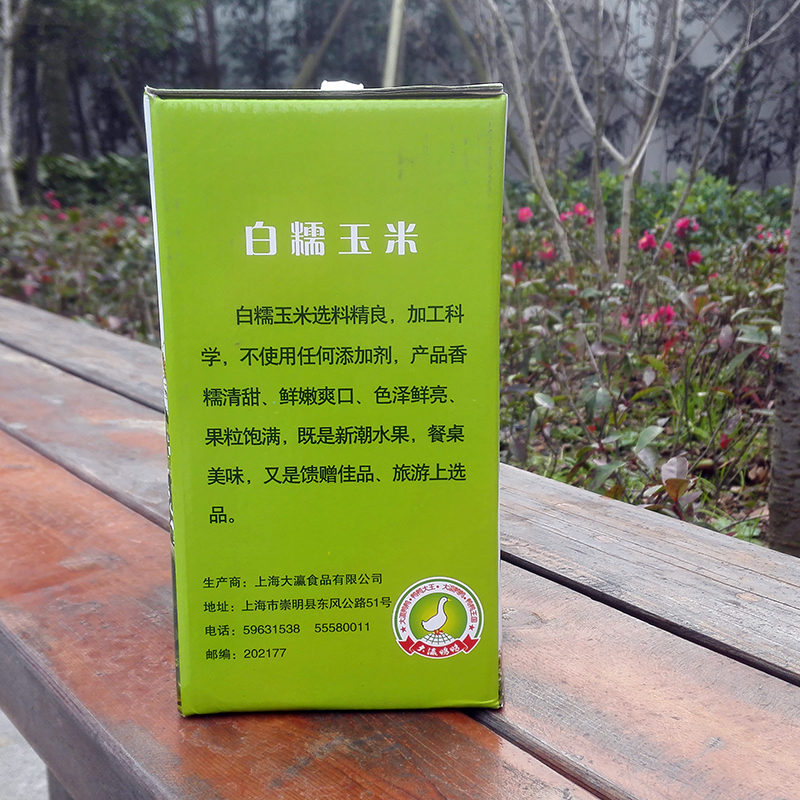 白糯玉米
白糯玉米选料精良，加工科
学，不使用任何添加剂，产品香
糯清甜、鲜嫩爽口、色泽鲜亮、
果粒饱满，既是新潮水果，餐桌
美味，又是馈赠佳品、旅游上选
品。
生产商：上海大瀛食品有限公司
地址：上海市崇明县东风公路51号
电话：59631538 55580011
邮编：202177